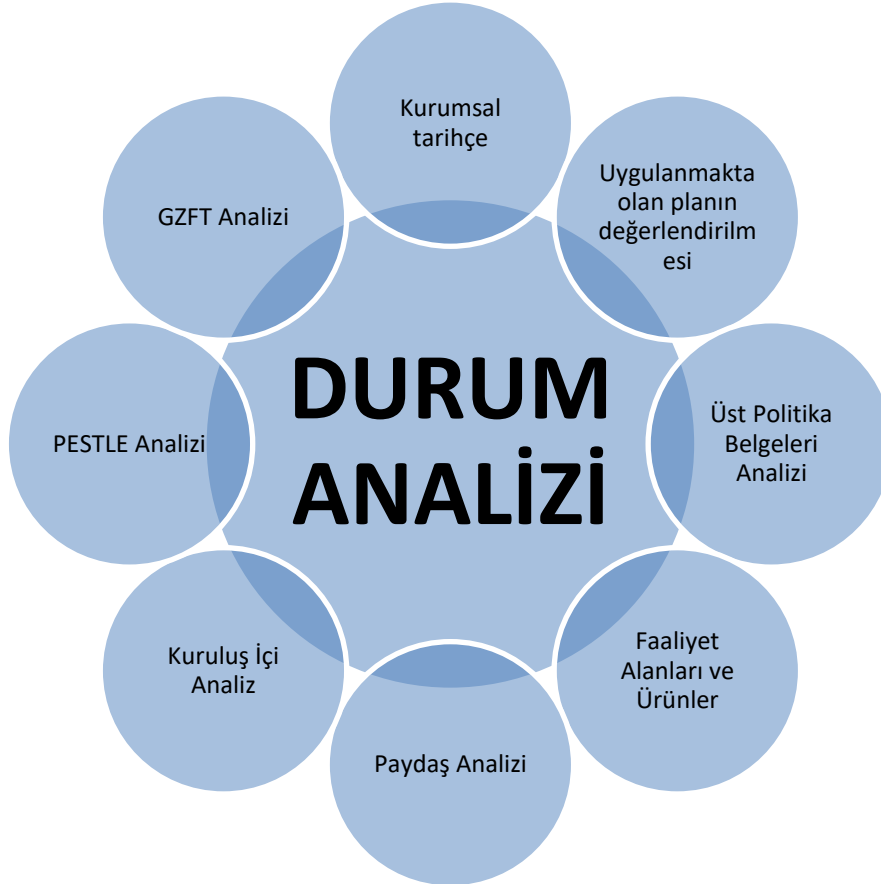 Kurumsal
tarihçe
Uygulanmakta
olan planın
değerlendirilm
esi
Üst Politika
Belgeleri
Analizi
Faaliyet
Alanları ve
Ürünler
Paydaş Analizi
Kuruluş İçi
Analiz
PESTLE Analizi
GZFT Analizi
DURUM
ANALİZİ